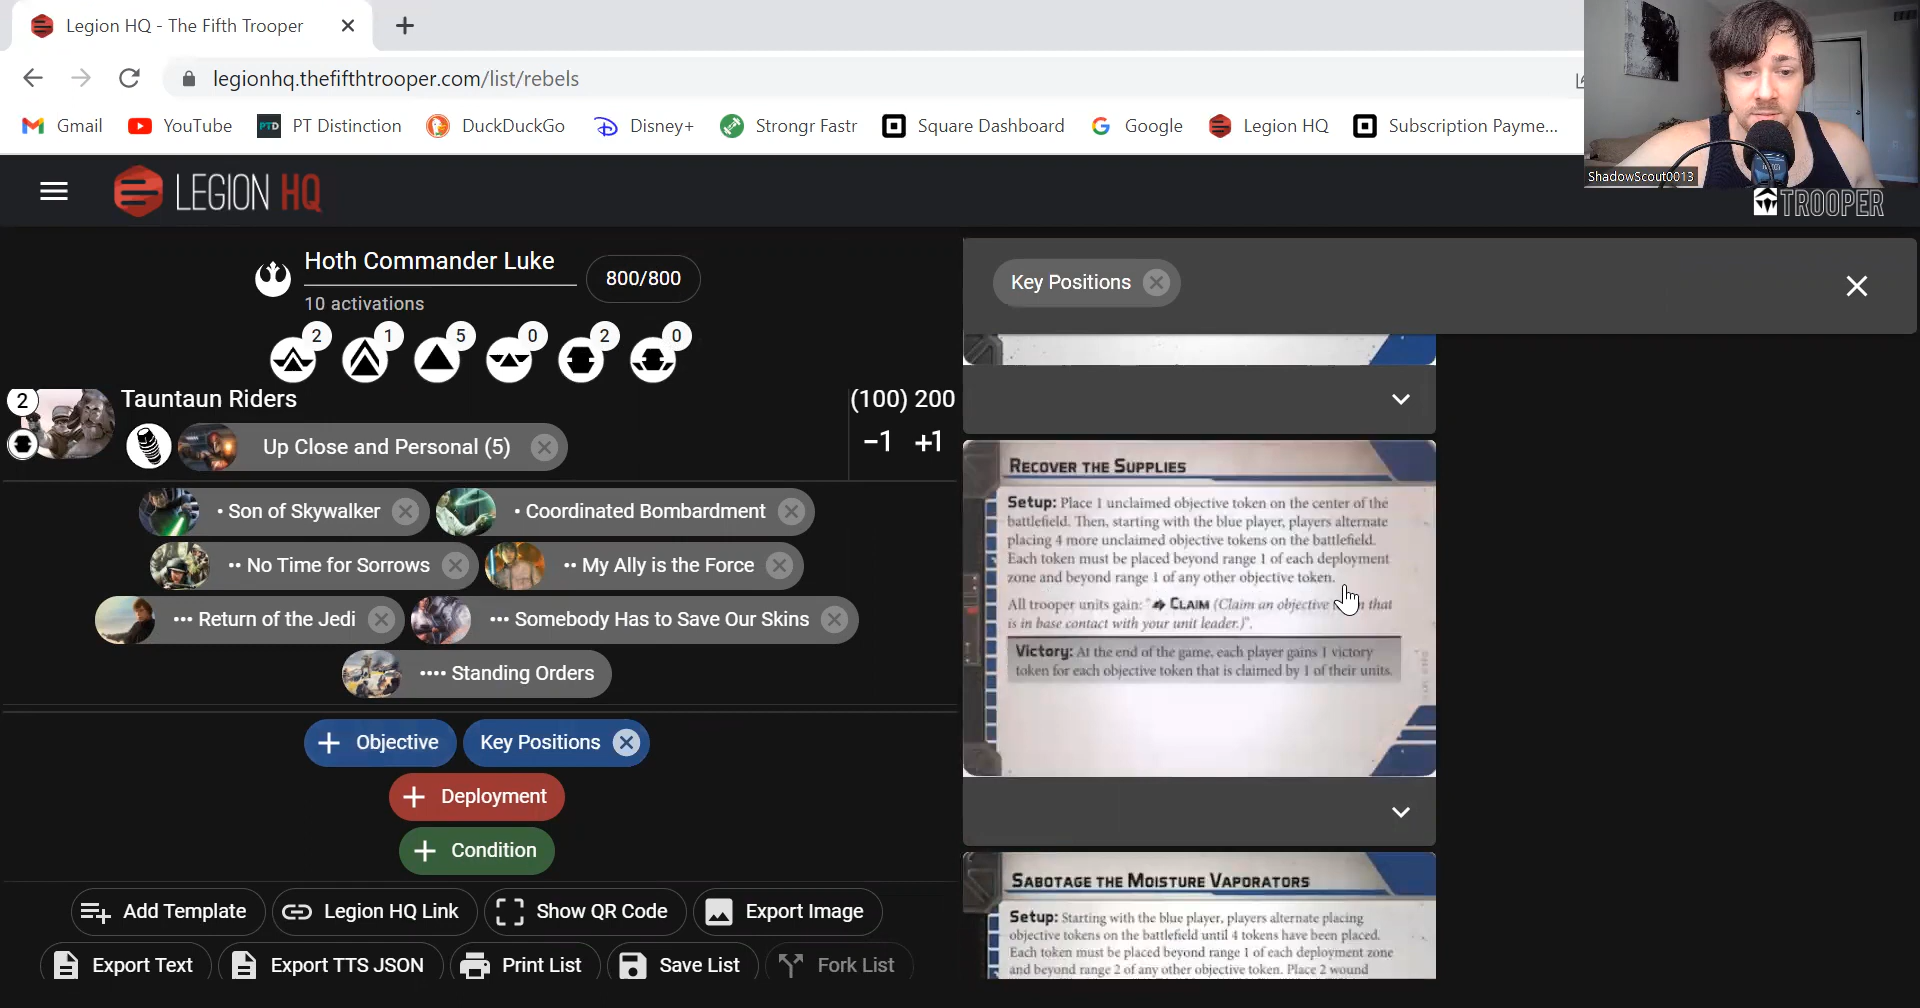 Legion HQ - The Fifth Trooper
legionhq.thefifthtrooper.com/list/rebels
Gmail
YouTube
PTD PT Distinction
DuckDuckGo
Disney+
Strongr Fastr
Square Dashboard
Google
Legion HQ
Subscription Payme...
ShadowScout0013
TROOPER
LEGION HQ
Hoth Commander Luke
800/800
10 activations
2 1 5 0 2 0
2
Tauntaun Riders
(100) 200
Up Close and Personal (5)
−1 +1
• Son of Skywalker
• Coordinated Bombardment
•• No Time for Sorrows
•• My Ally is the Force
••• Return of the Jedi
••• Somebody Has to Save Our Skins
•••• Standing Orders
+ Objective
Key Positions
+ Deployment
+ Condition
Add Template
Legion HQ Link
Show QR Code
Export Image
Export Text
Export TTS JSON
Print List
Save List
Fork List
Key Positions
RECOVER THE SUPPLIES
Setup: Place 1 unclaimed objective token on the center of the
battlefield. Then, starting with the blue player, players alternate
placing 4 more unclaimed objective tokens on the battlefield.
Each token must be placed beyond range 1 of each deployment
zone and beyond range 1 of any other objective token.
All trooper units gain: "CLAIM (Claim an objective that
is in base contact with your unit leader.)".
Victory: At the end of the game, each player gains 1 victory
token for each objective token that is claimed by 1 of their units.
SABOTAGE THE MOISTURE VAPORATORS
Setup: Starting with the blue player, players alternate placing
objective tokens on the battlefield until 4 tokens have been placed.
Each token must be placed beyond range 1 of each deployment zone
and beyond range 2 of any other objective token. Place 2 wound